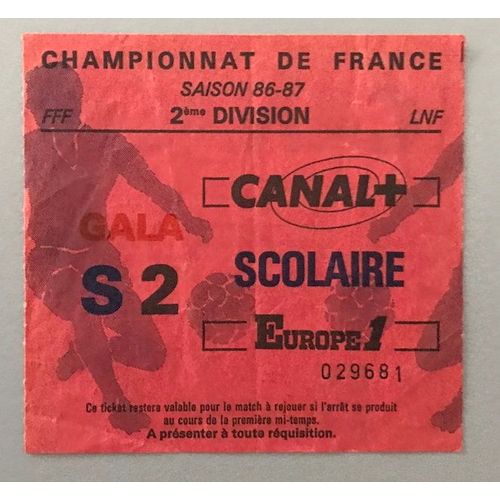 CHAMPIONNAT DE FRANCE
SAISON 86-87
FFF 2ème DIVISION LNF
CANAL+
GALA
S 2 SCOLAIRE
EUROPE 1
029681
Ce ticket restera valable pour le match à rejouer si l'arrêt se produit
au cours de la première mi-temps.
A présenter à toute réquisition.